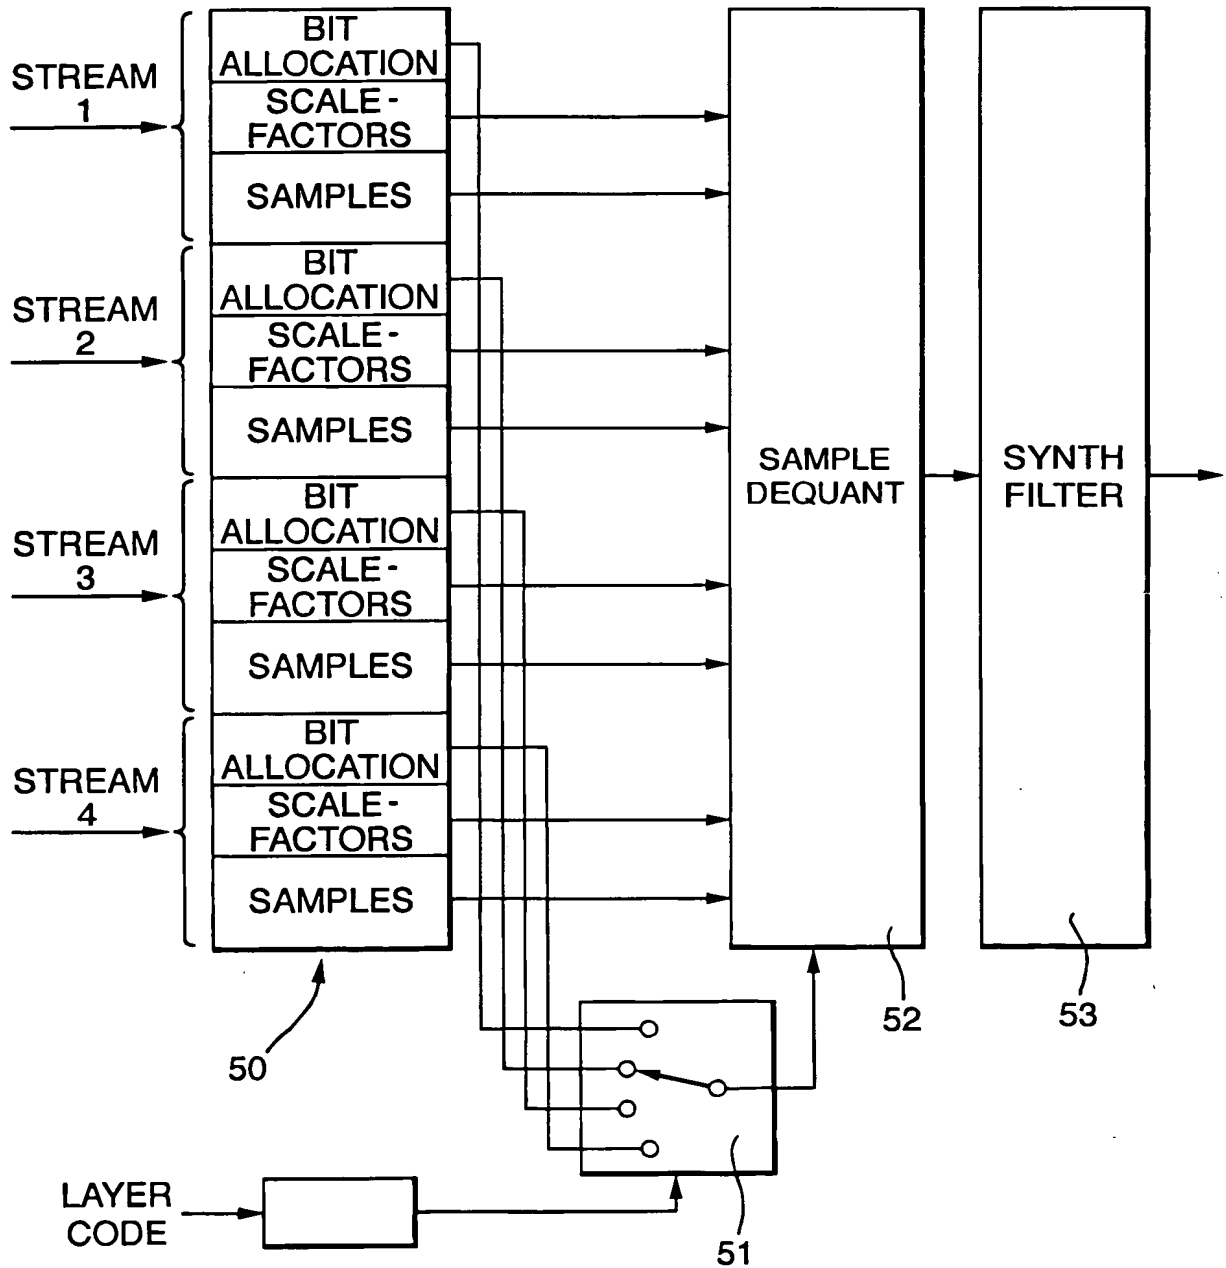 STREAM
1
BIT
ALLOCATION
SCALE-
FACTORS
SAMPLES
STREAM
2
BIT
ALLOCATION
SCALE-
FACTORS
SAMPLES
STREAM
3
BIT
ALLOCATION
SCALE-
FACTORS
SAMPLES
STREAM
4
BIT
ALLOCATION
SCALE-
FACTORS
SAMPLES
SAMPLE
DEQUANT
SYNTH
FILTER
50
52
53
51
LAYER
CODE